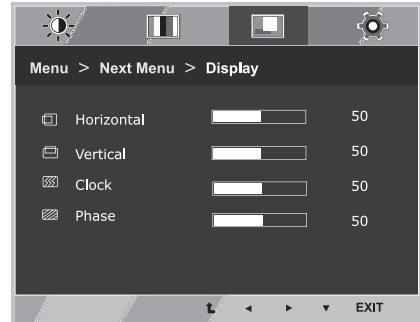 Menu > Next Menu > Display
Horizontal 50
Vertical 50
Clock 50
Phase 50
EXIT